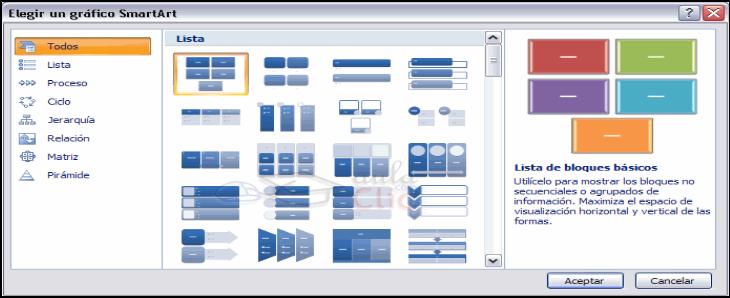 Elegir un gráfico SmartArt
Todos
Lista
Proceso
Ciclo
Jerarquía
Relación
Matriz
Pirámide
Lista
aula
Clic
Lista de bloques básicos
Utilícelo para mostrar los bloques no
secuenciales o agrupados de
información. Maximiza el espacio de
visualización horizontal y vertical de las
formas.
Aceptar
Cancelar